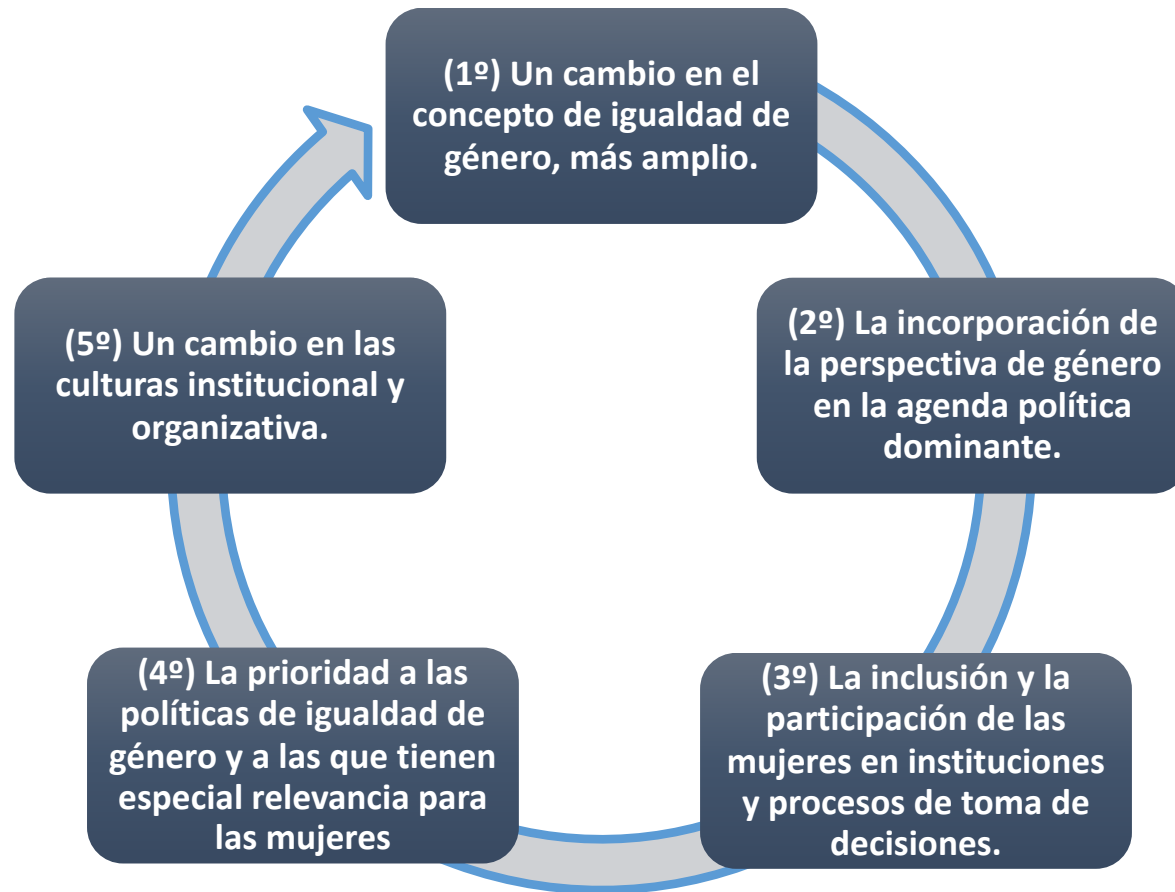 (1º) Un cambio en el
concepto de igualdad de
género, más amplio.
(2º) La incorporación de
la perspectiva de género
en la agenda política
dominante.
(3º) La inclusión y la
participación de las
mujeres en instituciones
y procesos de toma de
decisiones.
(4º) La prioridad a las
políticas de igualdad de
género y a las que tienen
especial relevancia para
las mujeres
(5º) Un cambio en las
culturas institucional y
organizativa.